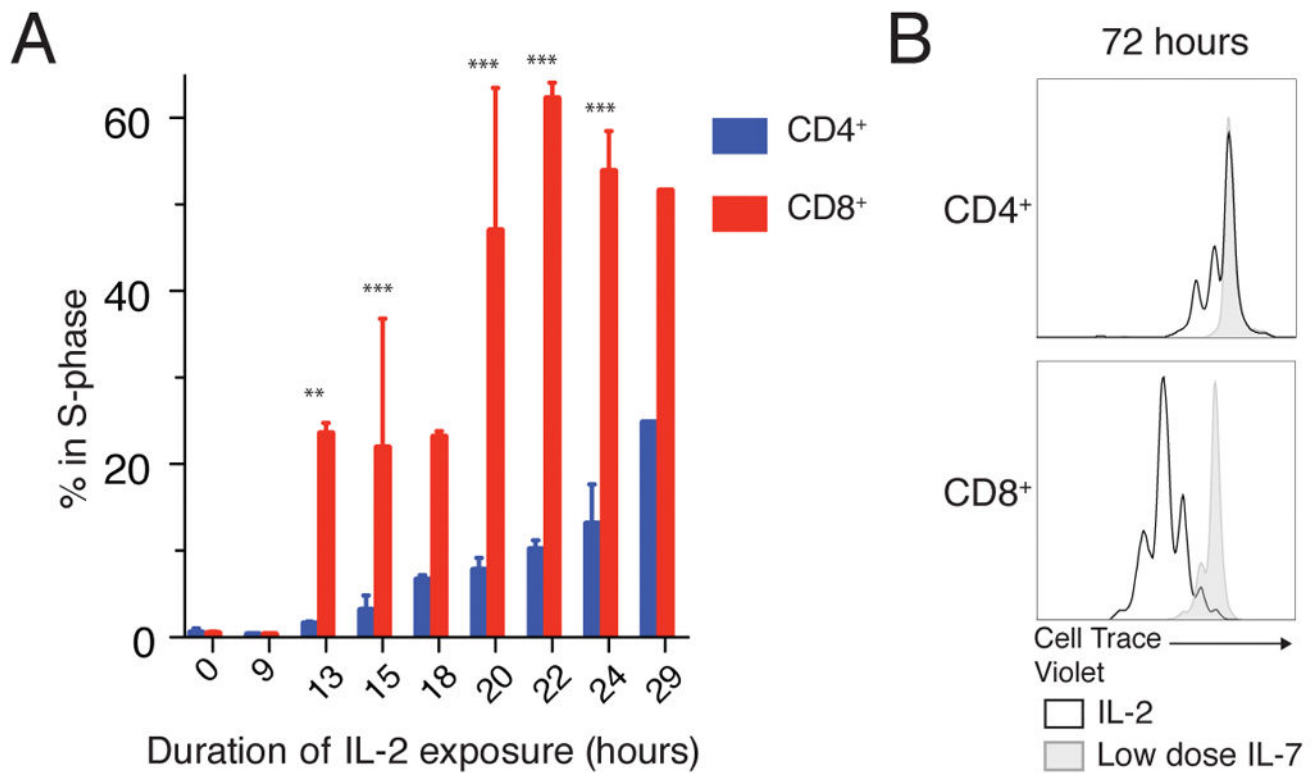 A
% in S-phase
60
40
20
0
**
***
***
***
***
0 9 13 15 18 20 22 24 29
Duration of IL-2 exposure (hours)
CD4⁺
CD8⁺
B
72 hours
CD4⁺
CD8⁺
Cell Trace
Violet
IL-2
Low dose IL-7